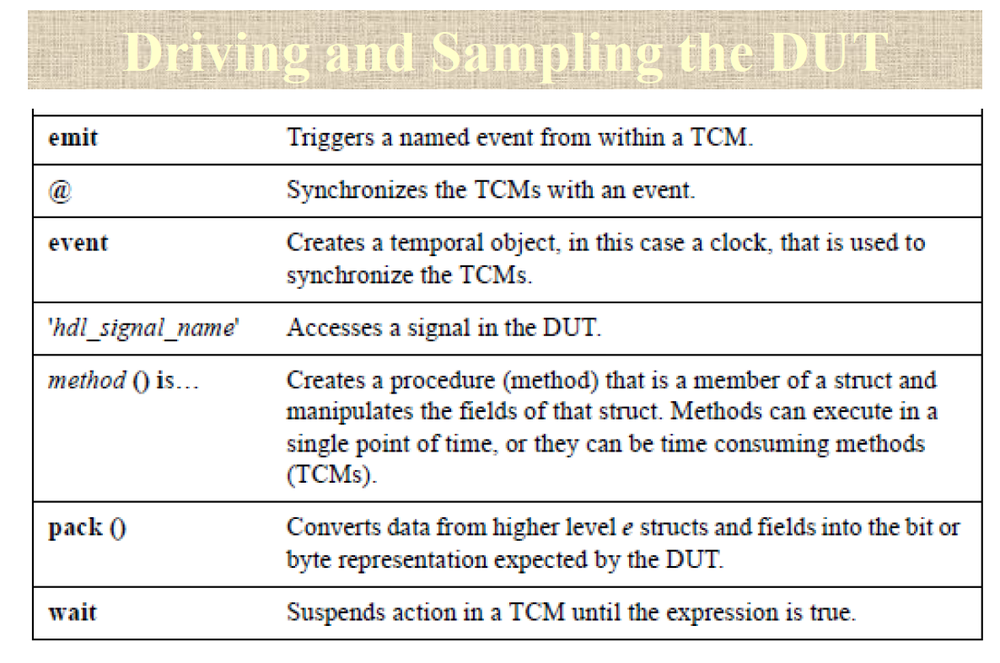 Driving and Sampling the DUT
emit Triggers a named event from within a TCM.
@ Synchronizes the TCMs with an event.
event Creates a temporal object, in this case a clock, that is used to
synchronize the TCMs.
'hdl_signal_name' Accesses a signal in the DUT.
method () is… Creates a procedure (method) that is a member of a struct and
manipulates the fields of that struct. Methods can execute in a
single point of time, or they can be time consuming methods
(TCMs).
pack () Converts data from higher level e structs and fields into the bit or
byte representation expected by the DUT.
wait Suspends action in a TCM until the expression is true.